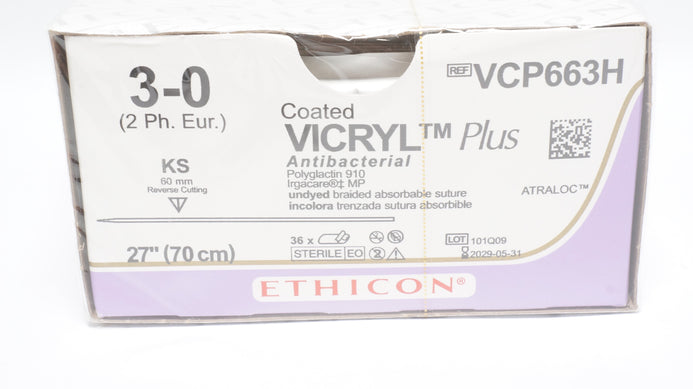 3-0
(2 Ph. Eur.)
KS
60 mm
Reverse Cutting
27" (70 cm)
Coated
VICRYL™ Plus
Antibacterial
Polyglactin 910
Irgacare®‡ MP
undyed braided absorbable suture
incolora trenzada sutura absorbible
36 x
STERILE EO
REF VCP663H
ATRALOC™
LOT 101Q09
2029-05-31
ETHICON®